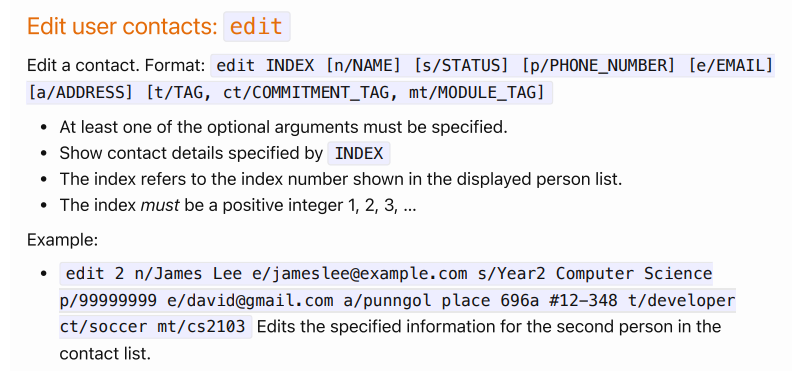 Edit user contacts: edit
Edit a contact. Format: edit INDEX [n/NAME] [s/STATUS] [p/PHONE_NUMBER] [e/EMAIL]
[a/ADDRESS] [t/TAG, ct/COMMITMENT_TAG, mt/MODULE_TAG]
• At least one of the optional arguments must be specified.
• Show contact details specified by INDEX
• The index refers to the index number shown in the displayed person list.
• The index must be a positive integer 1, 2, 3, …
Example:
• edit 2 n/James Lee e/jameslee@example.com s/Year2 Computer Science
p/99999999 e/david@gmail.com a/punngol place 696a #12-348 t/developer
ct/soccer mt/cs2103 Edits the specified information for the second person in the
contact list.